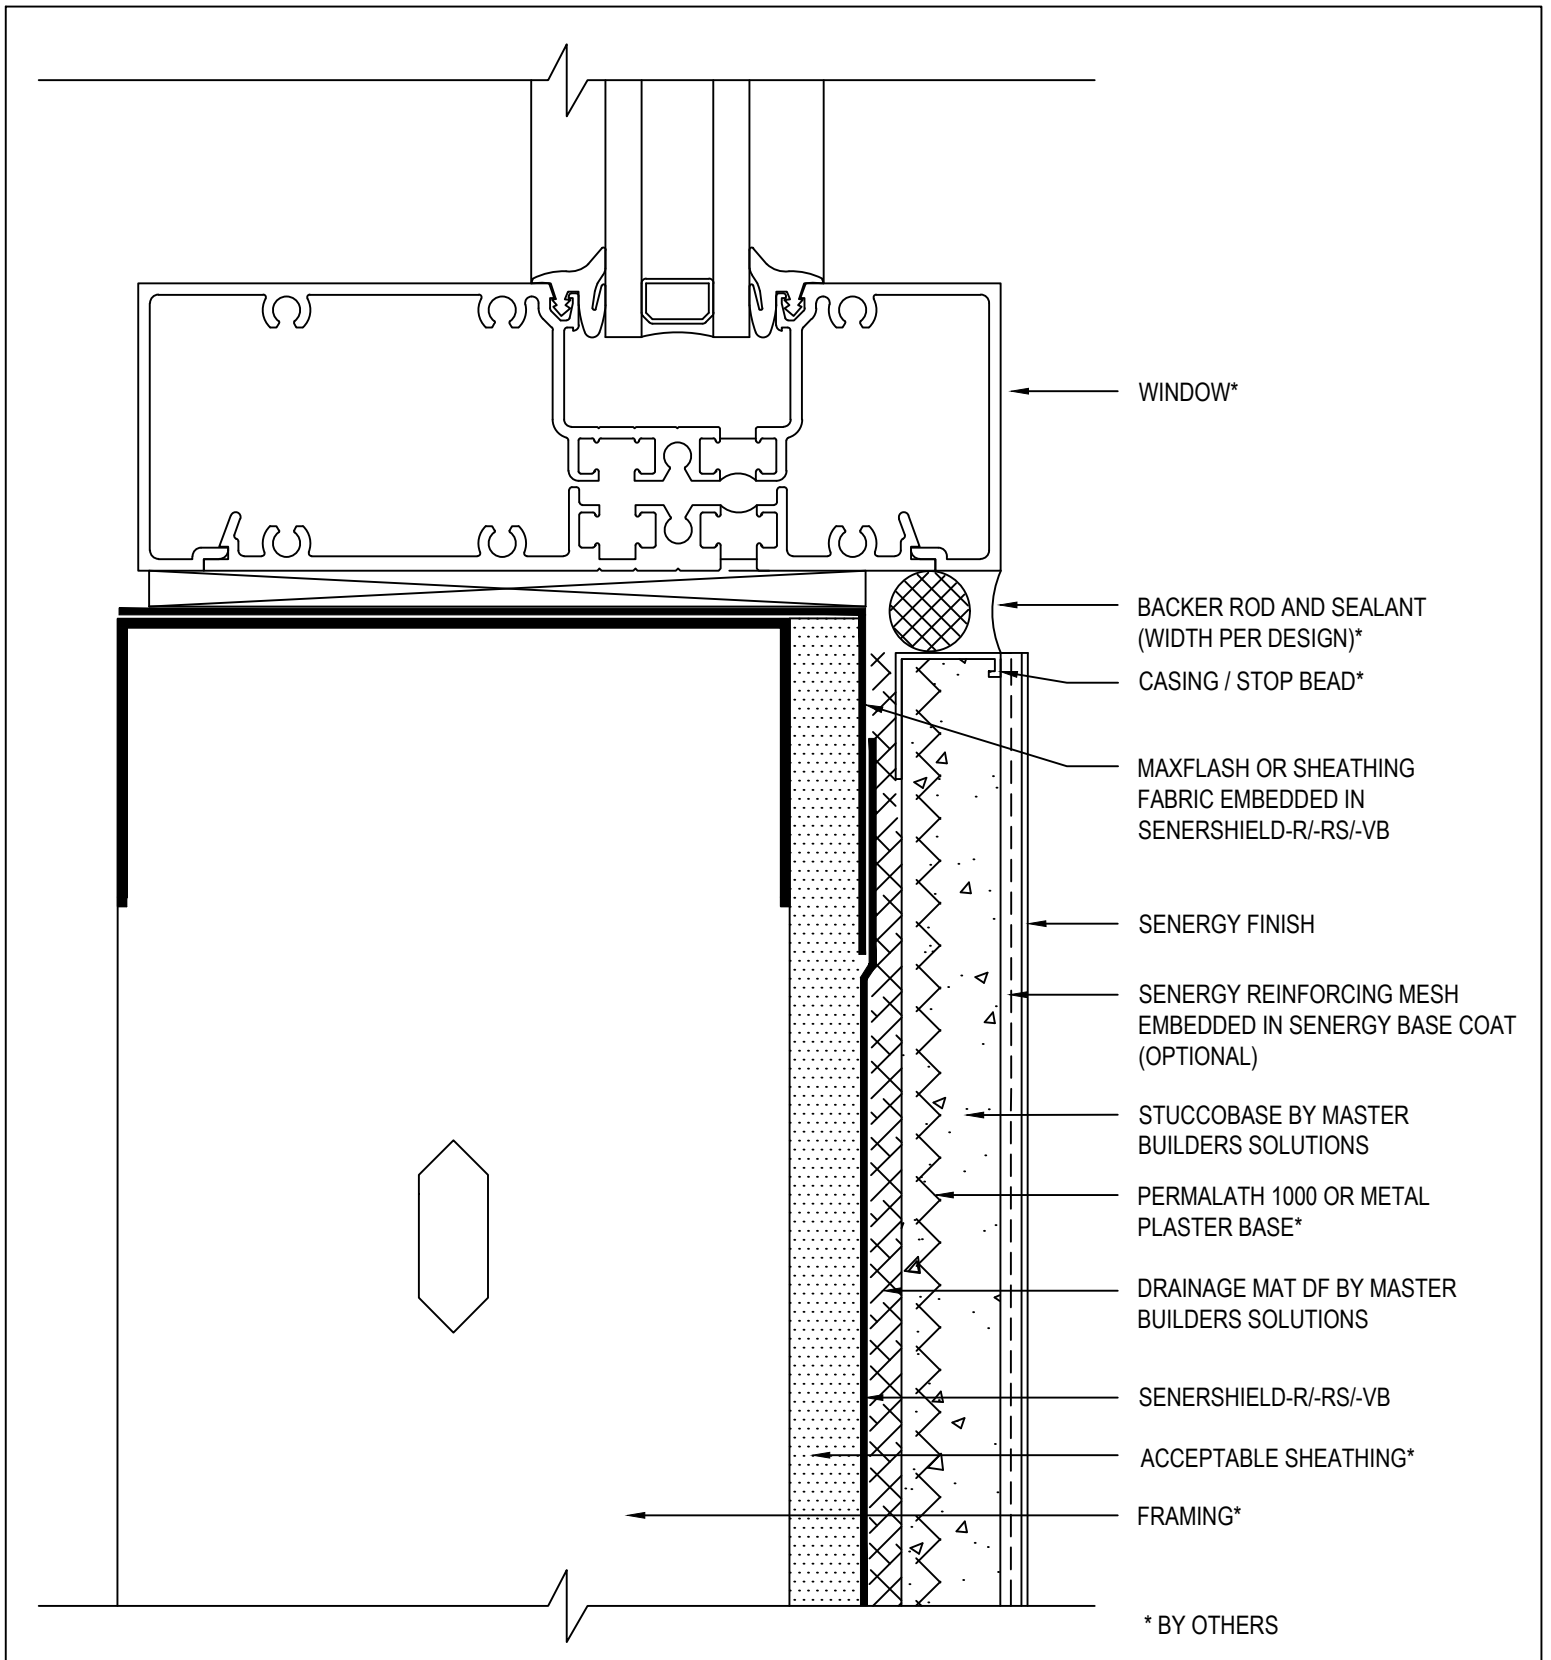 WINDOW*
BACKER ROD AND SEALANT
(WIDTH PER DESIGN)*
CASING / STOP BEAD*
MAXFLASH OR SHEATHING
FABRIC EMBEDDED IN
SENERSHIELD-R/-RS/-VB
SENERGY FINISH
SENERGY REINFORCING MESH
EMBEDDED IN SENERGY BASE COAT
(OPTIONAL)
STUCCOBASE BY MASTER
BUILDERS SOLUTIONS
PERMALATH 1000 OR METAL
PLASTER BASE*
DRAINAGE MAT DF BY MASTER
BUILDERS SOLUTIONS
SENERSHIELD-R/-RS/-VB
ACCEPTABLE SHEATHING*
FRAMING*
* BY OTHERS